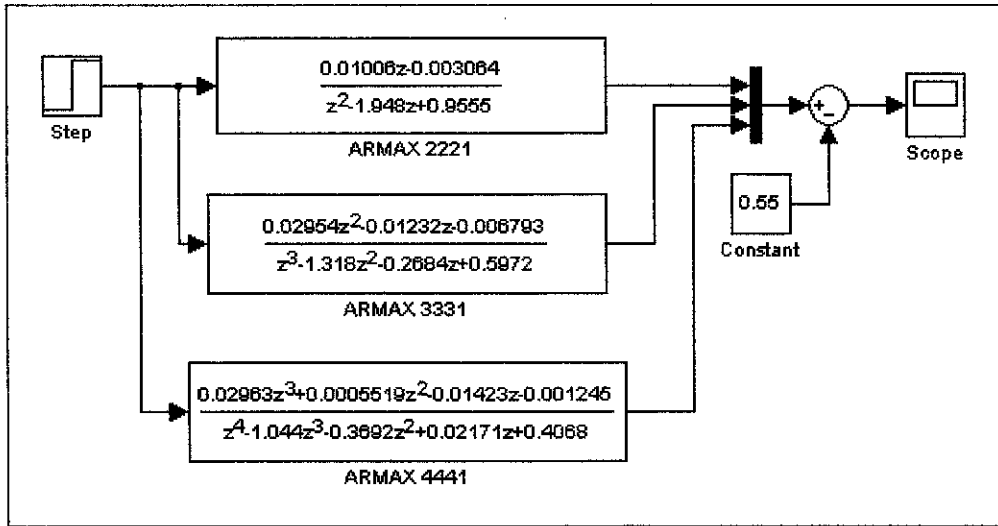 0.01006z-0.003064
z2-1.948z+0.9555
ARMAX 2221
Step
+
-
Scope
0.55
Constant
0.02954z2-0.01232z-0.006793
z3-1.318z2-0.2684z+0.5972
ARMAX 3331
0.02963z3+0.0005519z2-0.01423z-0.001245
z4-1.044z3-0.3692z2+0.02171z+0.4068
ARMAX 4441